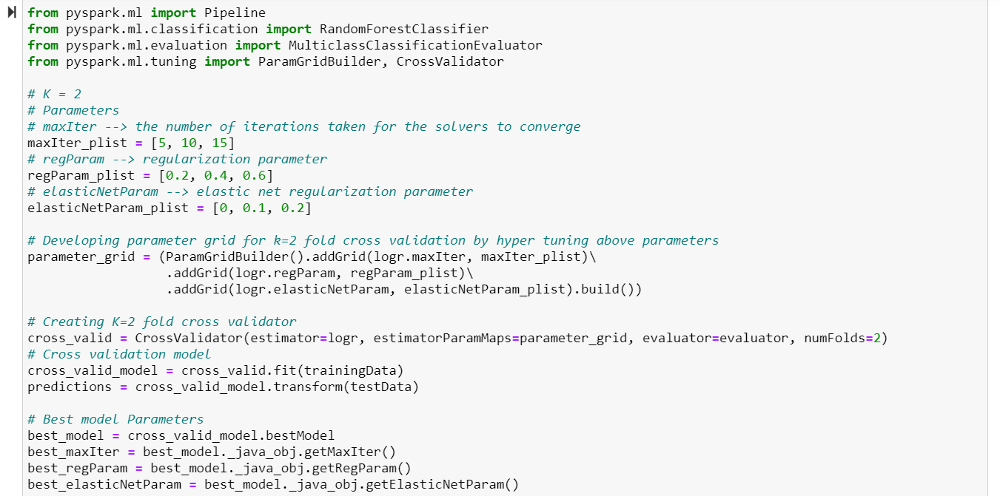 from pyspark.ml import Pipeline
from pyspark.ml.classification import RandomForestClassifier
from pyspark.ml.evaluation import MulticlassClassificationEvaluator
from pyspark.ml.tuning import ParamGridBuilder, CrossValidator
# K = 2
# Parameters
# maxIter --> the number of iterations taken for the solvers to converge
maxIter_plist = [5, 10, 15]
# regParam --> regularization parameter
regParam_plist = [0.2, 0.4, 0.6]
# elasticNetParam --> elastic net regularization parameter
elasticNetParam_plist = [0, 0.1, 0.2]
# Developing parameter grid for k=2 fold cross validation by hyper tuning above parameters
parameter_grid = (ParamGridBuilder().addGrid(logr.maxIter, maxIter_plist)\
.addGrid(logr.regParam, regParam_plist)\
.addGrid(logr.elasticNetParam, elasticNetParam_plist).build())
# Creating K=2 fold cross validator
cross_valid = CrossValidator(estimator=logr, estimatorParamMaps=parameter_grid, evaluator=evaluator, numFolds=2)
# Cross validation model
cross_valid_model = cross_valid.fit(trainingData)
predictions = cross_valid_model.transform(testData)
# Best model Parameters
best_model = cross_valid_model.bestModel
best_maxIter = best_model._java_obj.getMaxIter()
best_regParam = best_model._java_obj.getRegParam()
best_elasticNetParam = best_model._java_obj.getElasticNetParam()